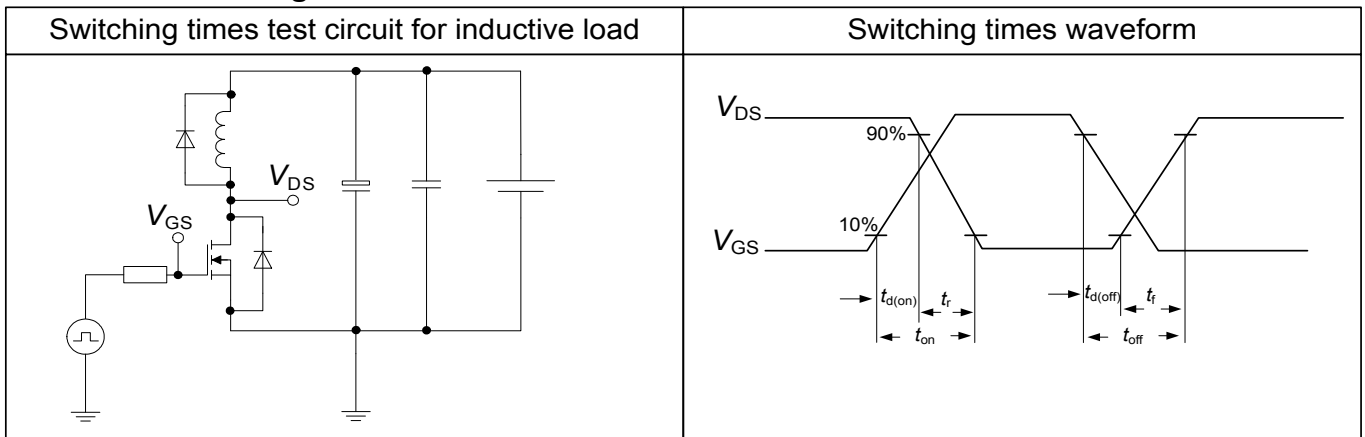 Switching times test circuit for inductive load
Switching times waveform
VDS
VGS
VDS
90%
10%
VGS
td(on)
tr
td(off)
tf
ton
toff